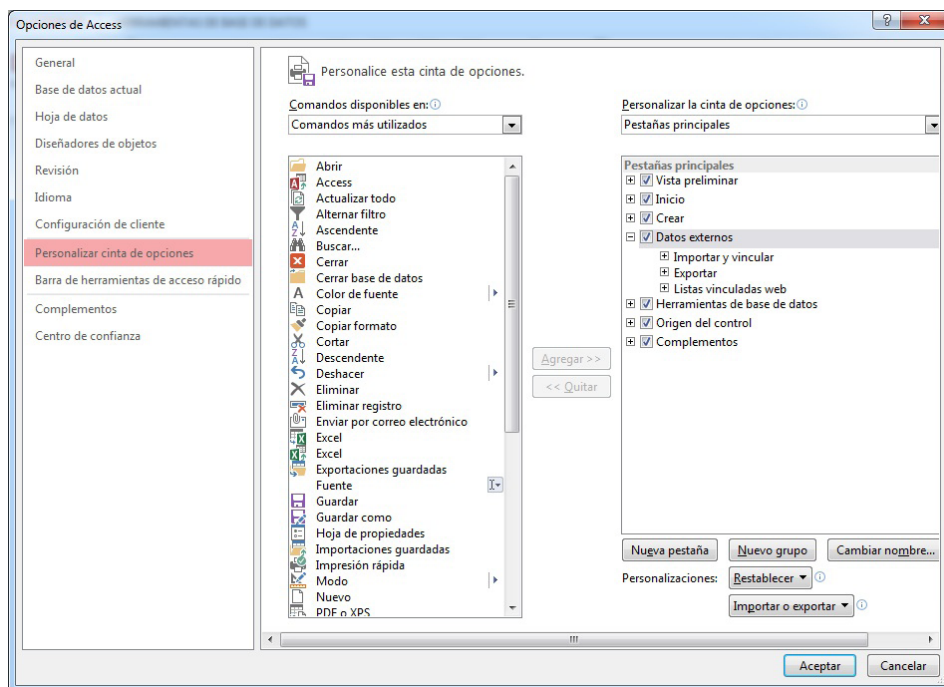 Opciones de Access
General
Base de datos actual
Hoja de datos
Diseñadores de objetos
Revisión
Idioma
Configuración de cliente
Personalizar cinta de opciones
Barra de herramientas de acceso rápido
Complementos
Centro de confianza
Personalice esta cinta de opciones.
Comandos disponibles en:
Comandos más utilizados
Abrir
Access
Actualizar todo
Alternar filtro
Ascendente
Buscar...
Cerrar
Cerrar base de datos
Color de fuente
Copiar
Copiar formato
Cortar
Descendente
Deshacer
Eliminar
Eliminar registro
Enviar por correo electrónico
Excel
Excel
Exportaciones guardadas
Fuente
Guardar
Guardar como
Hoja de propiedades
Importaciones guardadas
Impresión rápida
Modo
Nuevo
PDF o XPS
Agregar >>
<< Quitar
Personalizar la cinta de opciones:
Pestañas principales
Pestañas principales
Vista preliminar
Inicio
Crear
Datos externos
Importar y vincular
Exportar
Listas vinculadas web
Herramientas de base de datos
Origen del control
Complementos
Nueva pestaña
Nuevo grupo
Cambiar nombre...
Personalizaciones:
Restablecer
Importar o exportar
Aceptar
Cancelar